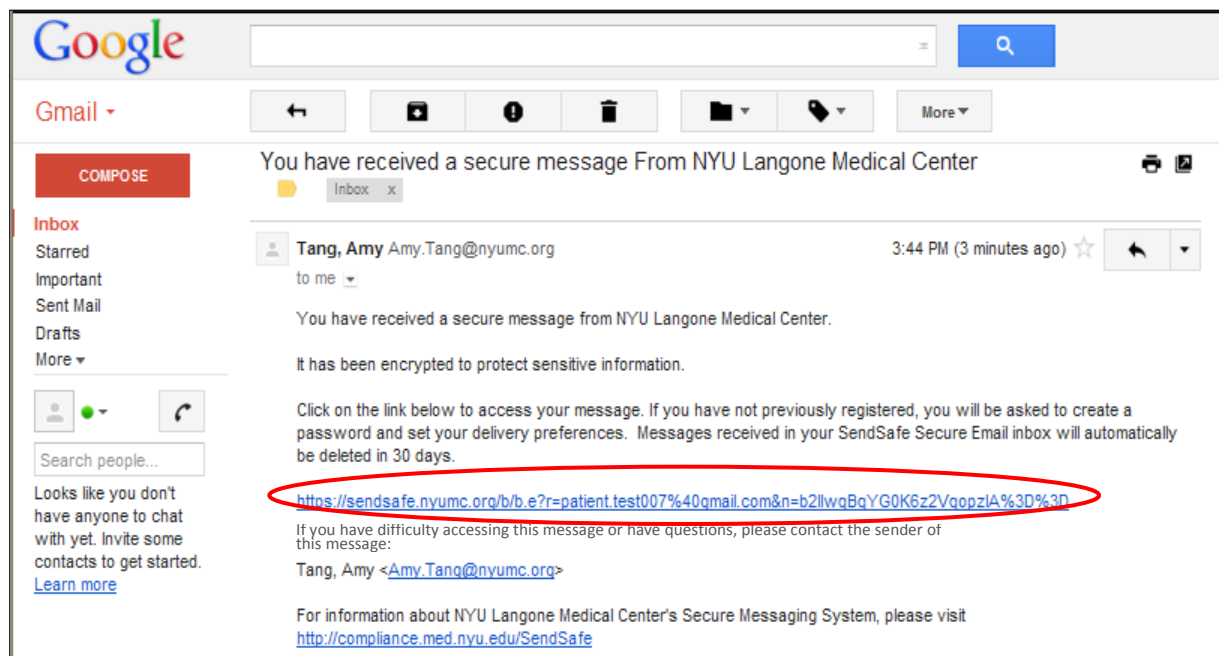 Google
Gmail
More
COMPOSE
You have received a secure message From NYU Langone Medical Center
Inbox x
Inbox
Starred
Important
Sent Mail
Drafts
More
Search people...
Looks like you don't
have anyone to chat
with yet. Invite some
contacts to get started.
Learn more
Tang, Amy Amy.Tang@nyumc.org
3:44 PM (3 minutes ago)
to me
You have received a secure message from NYU Langone Medical Center.
It has been encrypted to protect sensitive information.
Click on the link below to access your message. If you have not previously registered, you will be asked to create a
password and set your delivery preferences. Messages received in your SendSafe Secure Email inbox will automatically
be deleted in 30 days.
https://sendsafe.nyumc.org/b/b.e?r=patient.test007%40gmail.com&n=b2IlwqBqYG0K6z2VqopzIA%3D%3D
If you have difficulty accessing this message or have questions, please contact the sender of
this message:
Tang, Amy <Amy.Tang@nyumc.org>
For information about NYU Langone Medical Center's Secure Messaging System, please visit
http://compliance.med.nyu.edu/SendSafe